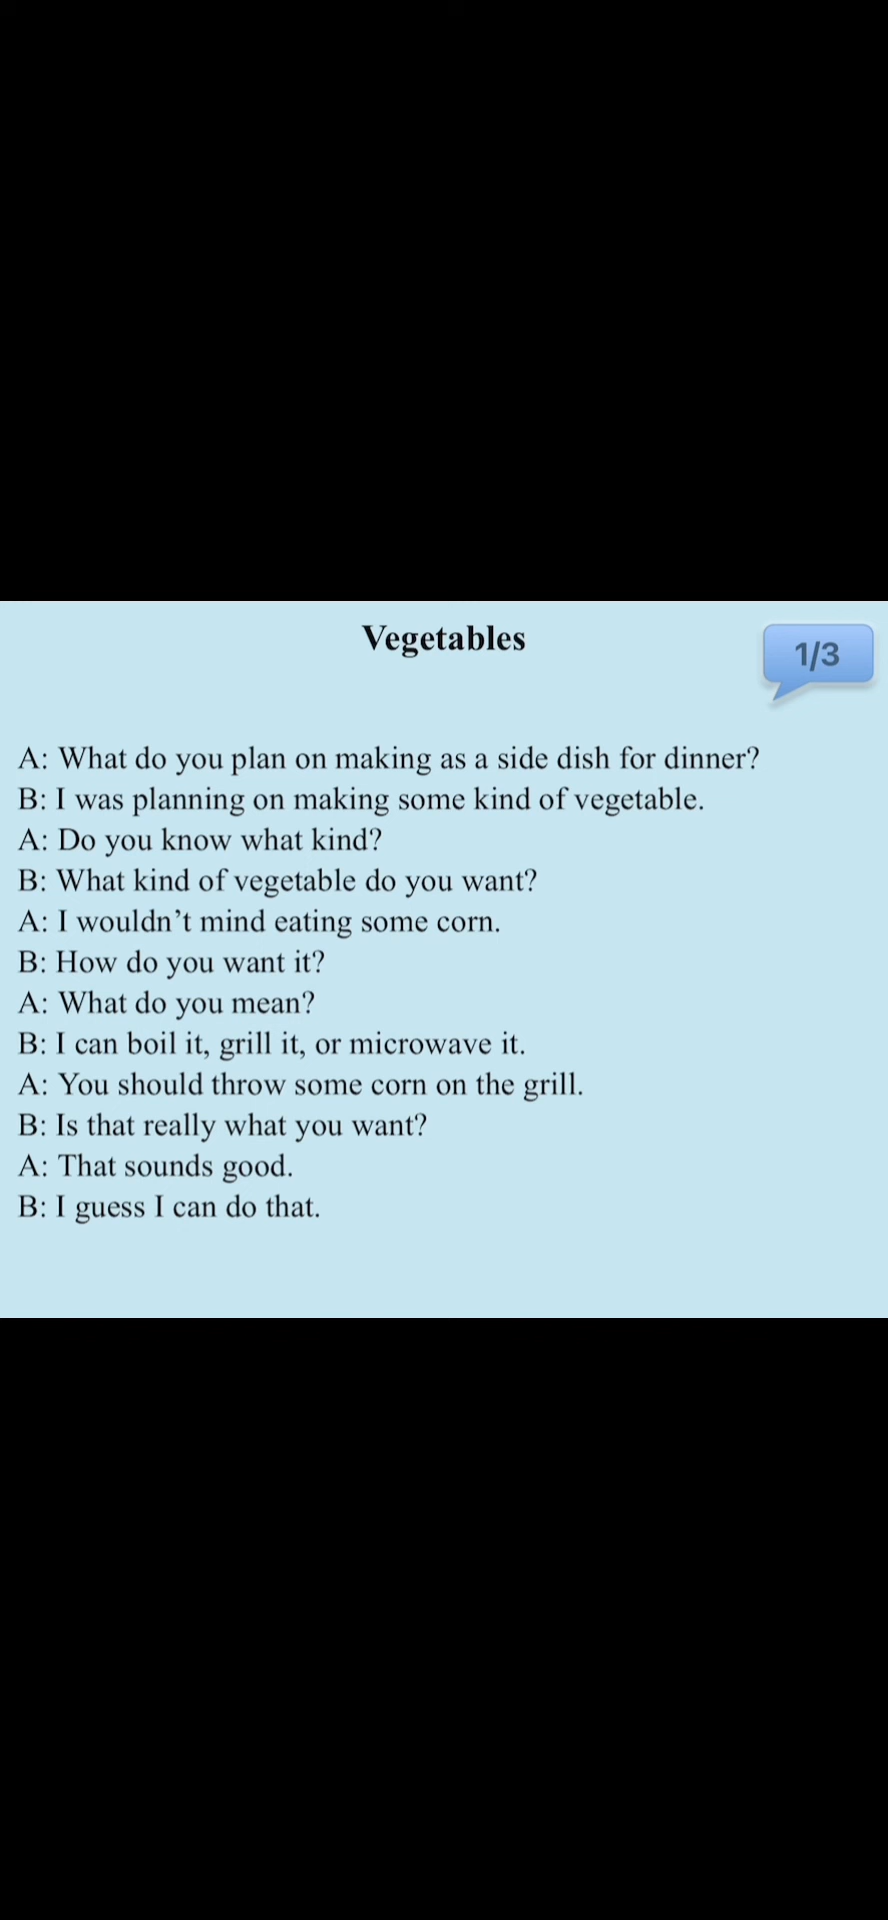 Vegetables
1/3
A: What do you plan on making as a side dish for dinner?
B: I was planning on making some kind of vegetable.
A: Do you know what kind?
B: What kind of vegetable do you want?
A: I wouldn’t mind eating some corn.
B: How do you want it?
A: What do you mean?
B: I can boil it, grill it, or microwave it.
A: You should throw some corn on the grill.
B: Is that really what you want?
A: That sounds good.
B: I guess I can do that.